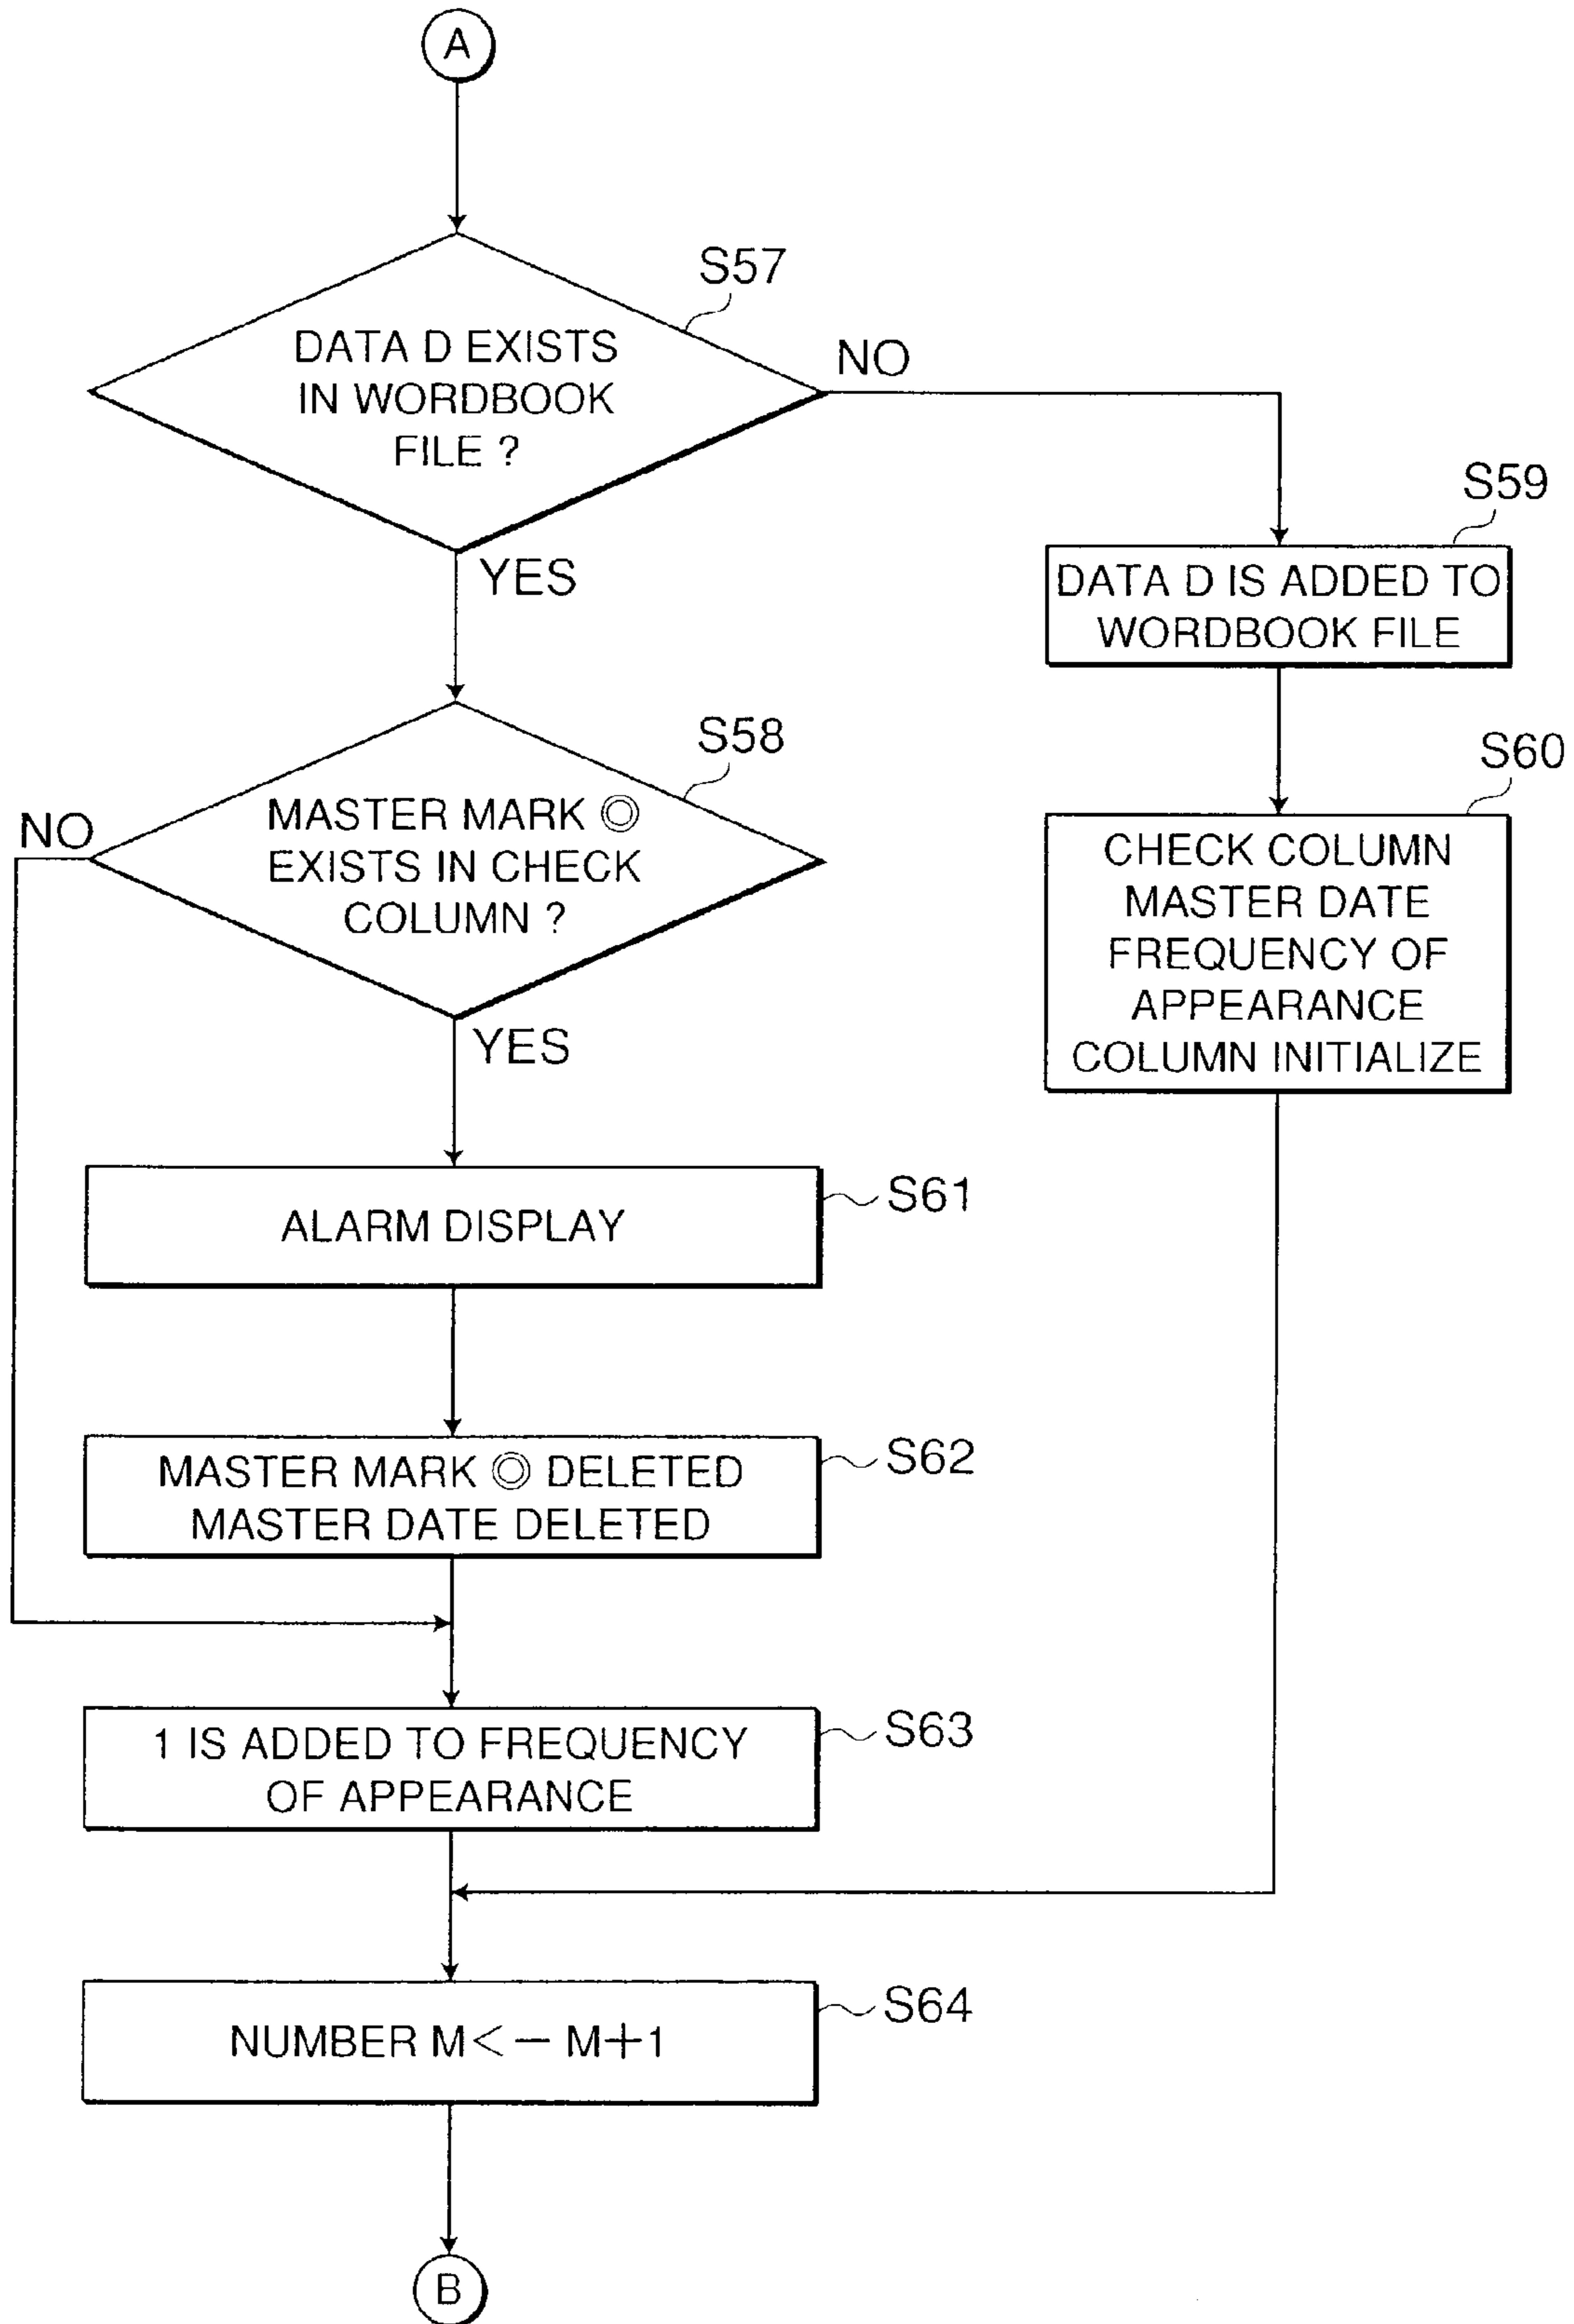 A
S57
DATA D EXISTS
IN WORDBOOK
FILE ?
NO
YES
S59
DATA D IS ADDED TO
WORDBOOK FILE
S58
MASTER MARK ◎
EXISTS IN CHECK
COLUMN ?
NO
YES
S60
CHECK COLUMN
MASTER DATE
FREQUENCY OF
APPEARANCE
COLUMN INITIALIZE
S61
ALARM DISPLAY
S62
MASTER MARK ◎ DELETED
MASTER DATE DELETED
S63
1 IS ADDED TO FREQUENCY
OF APPEARANCE
S64
NUMBER M<− M+1
B